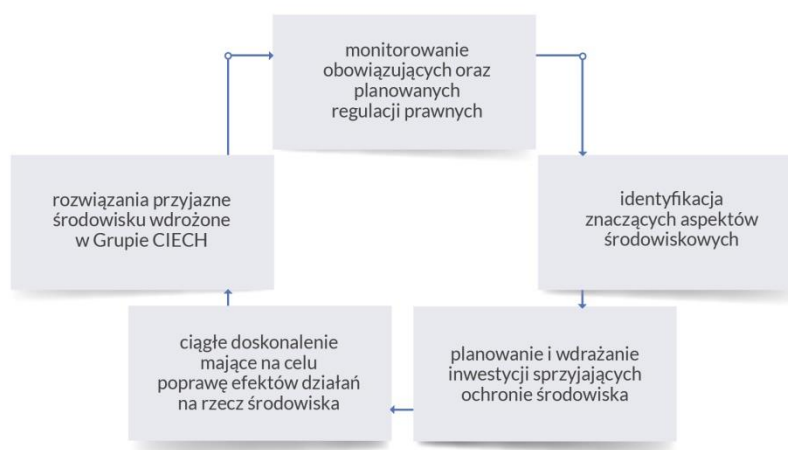 monitorowanie
obowiązujących oraz
planowanych
regulacji prawnych
identyfikacja
znaczących aspektów
środowiskowych
planowanie i wdrażanie
inwestycji sprzyjających
ochronie środowiska
ciągłe doskonalenie
mające na celu
poprawę efektów działań
na rzecz środowiska
rozwiązania przyjazne
środowisku wdrożone
w Grupie CIECH